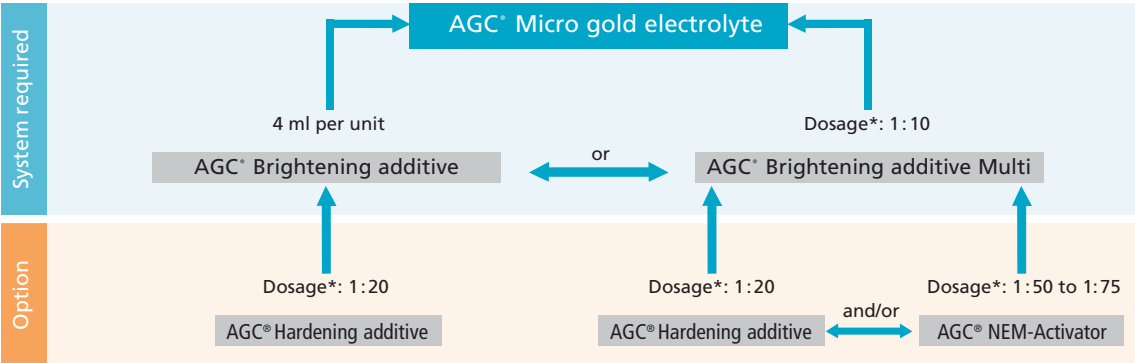 System required
AGC® Micro gold electrolyte
4 ml per unit
Dosage*: 1:10
AGC® Brightening additive
or
AGC® Brightening additive Multi
Option
Dosage*: 1:20
Dosage*: 1:20
Dosage*: 1:50 to 1:75
AGC® Hardening additive
AGC® Hardening additive
and/or
AGC® NEM-Activator